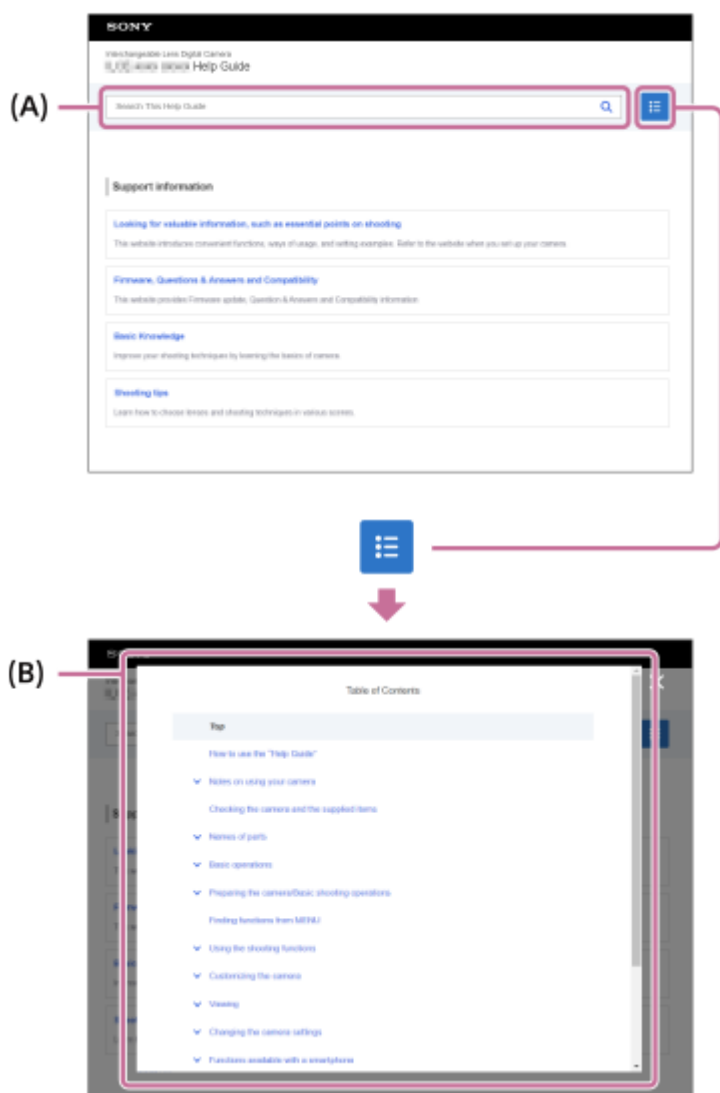 SONY
Interchangeable Lens Digital Camera
Help Guide
(A)
Search This Help Guide
Support information
Looking for valuable information, such as essential points on shooting
This website introduces convenient functions, ways of usage, and setting examples. Refer to the website when you set up your camera.
Firmware, Questions & Answers and Compatibility
This website provides Firmware update, Question & Answers and Compatibility information
Basic Knowledge
Improve your shooting techniques by learning the basics of camera.
Shooting tips
Learn how to choose lenses and shooting techniques in various scenes.
(B)
Table of Contents
Top
How to use the "Help Guide"
Notes on using your camera
Checking the camera and the supplied items
Names of parts
Basic operations
Preparing the camera/Basic shooting operations
Finding functions from MENU
Using the shooting functions
Customizing the camera
Viewing
Changing the camera settings
Functions available with a smartphone